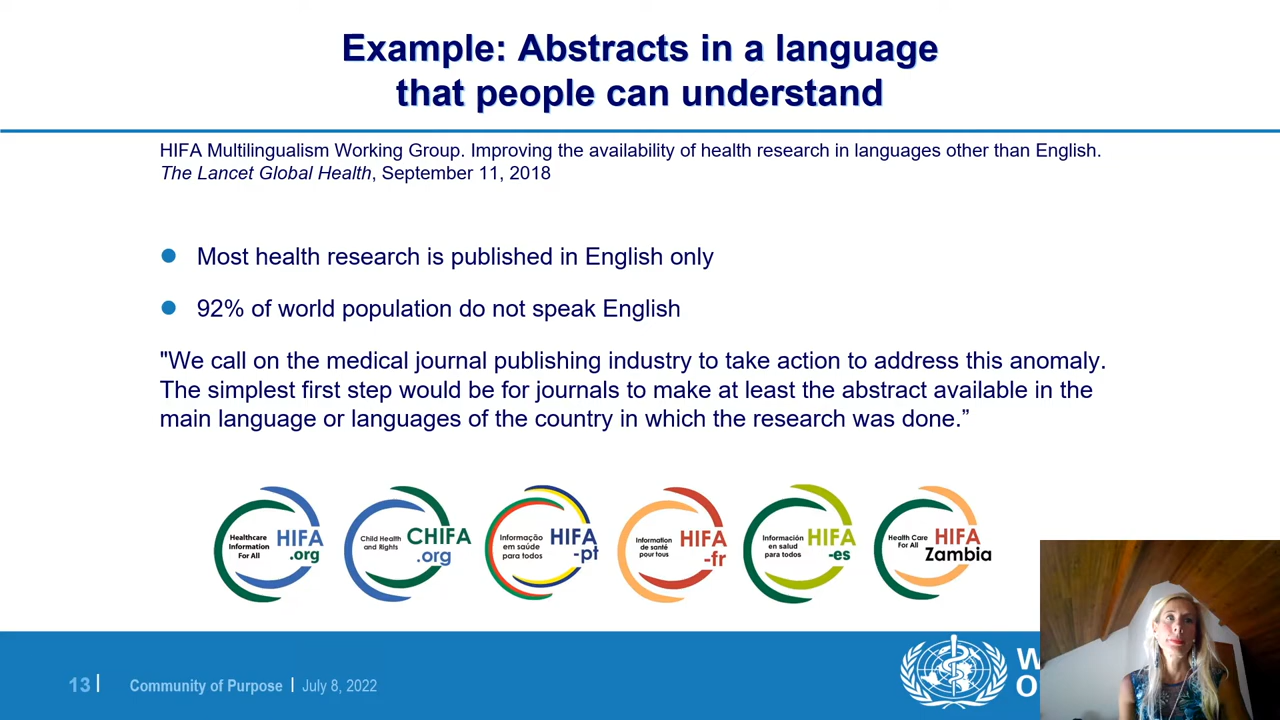 Example: Abstracts in a language
that people can understand
HIFA Multilingualism Working Group. Improving the availability of health research in languages other than English.
The Lancet Global Health, September 11, 2018
Most health research is published in English only
92% of world population do not speak English
"We call on the medical journal publishing industry to take action to address this anomaly.
The simplest first step would be for journals to make at least the abstract available in the
main language or languages of the country in which the research was done.”
Healthcare
Information
For All
HIFA
.org
Child Health
and Rights
CHIFA
.org
Informação
em saúde
para todos
HIFA
-pt
Information
de santé
pour tous
HIFA
-fr
Información
en salud
para todos
HIFA
-es
Health Care
For All
HIFA
Zambia
13
Community of Purpose | July 8, 2022
W
O